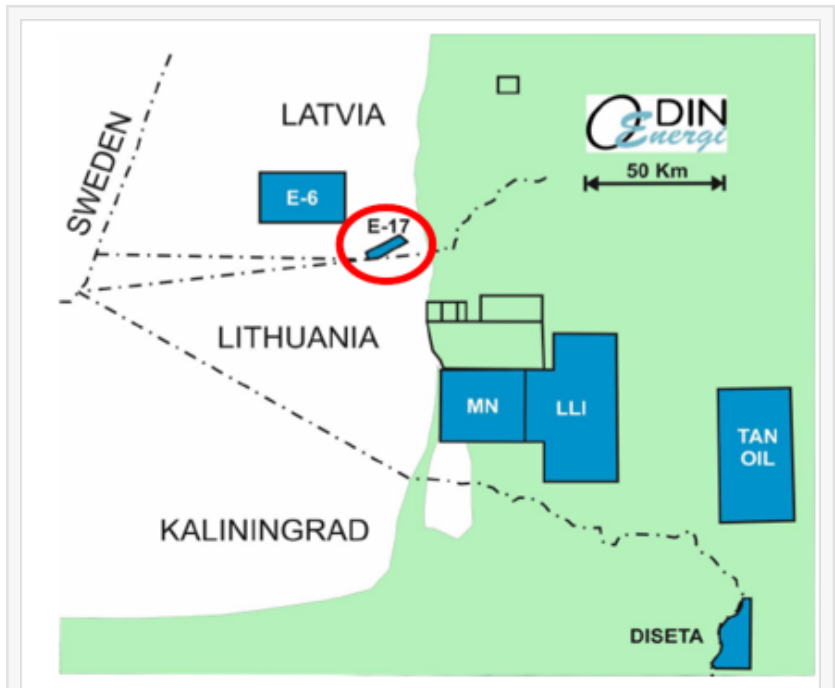 LATVIA
SWEDEN
ODIN
Energi
50 Km
E-6
E-17
LITHUANIA
MN
LLI
TAN
OIL
KALININGRAD
DISETA